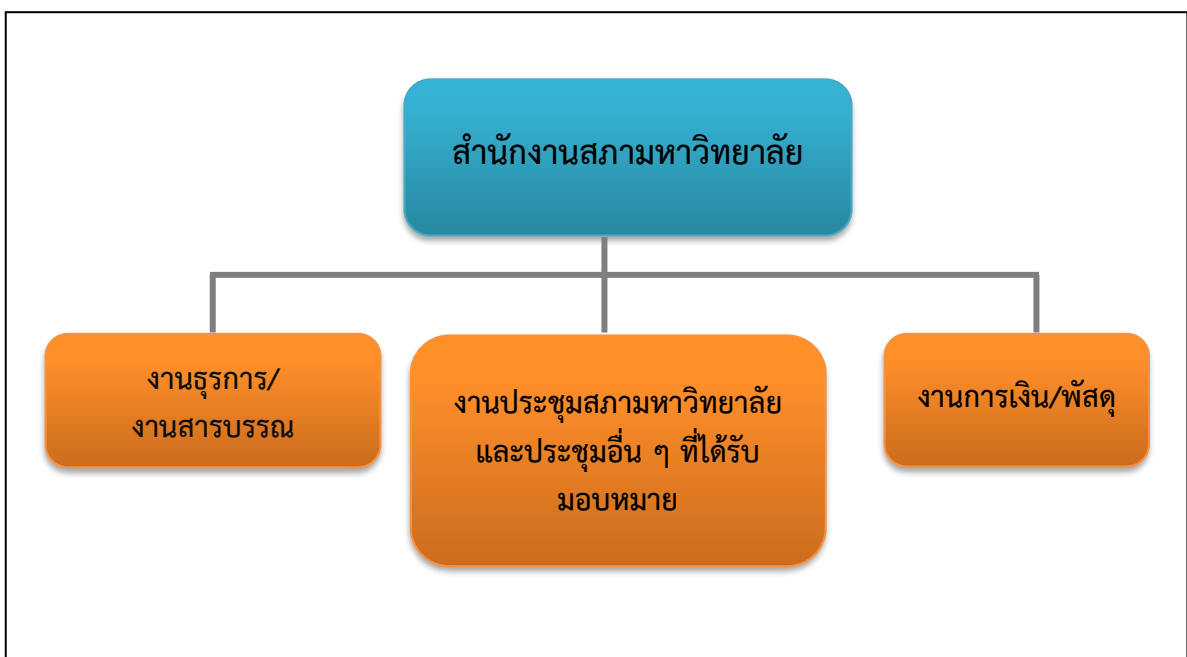 สำนักงานสภามหาวิทยาลัย
งานธุรการ/
งานสารบรรณ
งานประชุมสภามหาวิทยาลัย
และประชุมอื่น ๆ ที่ได้รับ
มอบหมาย
งานการเงิน/พัสดุ